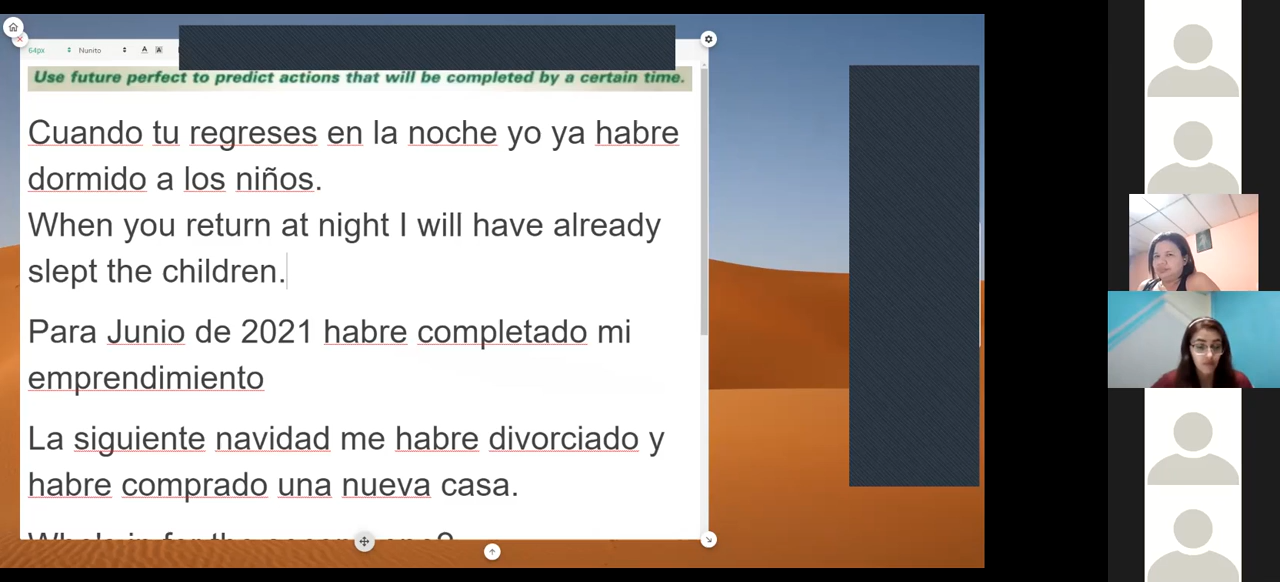 64px Nunito A A
Use future perfect to predict actions that will be completed by a certain time.
Cuando tu regreses en la noche yo ya habre
dormido a los niños.
When you return at night I will have already
slept the children.
Para Junio de 2021 habre completado mi
emprendimiento
La siguiente navidad me habre divorciado y
habre comprado una nueva casa.